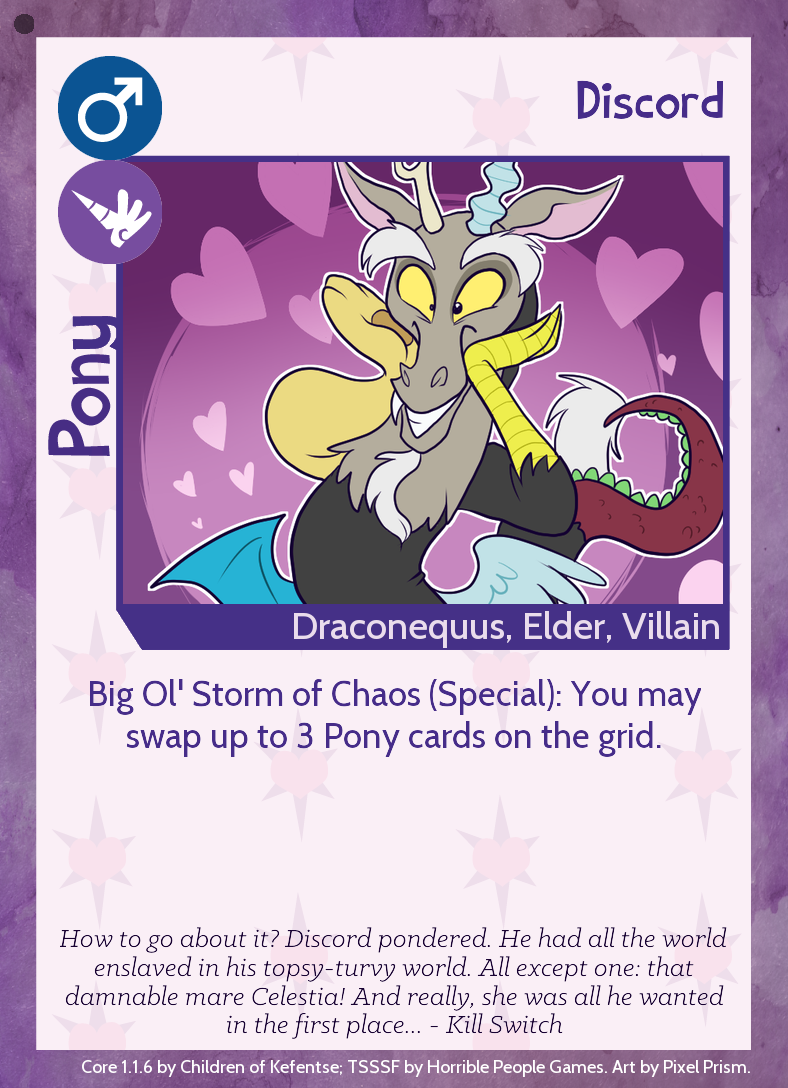 Discord
Pony
Draconequus, Elder, Villain
Big Ol' Storm of Chaos (Special): You may
swap up to 3 Pony cards on the grid.
How to go about it? Discord pondered. He had all the world
enslaved in his topsy-turvy world. All except one: that
damnable mare Celestia! And really, she was all he wanted
in the first place... - Kill Switch
Core 1.1.6 by Children of Kefentse; TSSSF by Horrible People Games. Art by Pixel Prism.